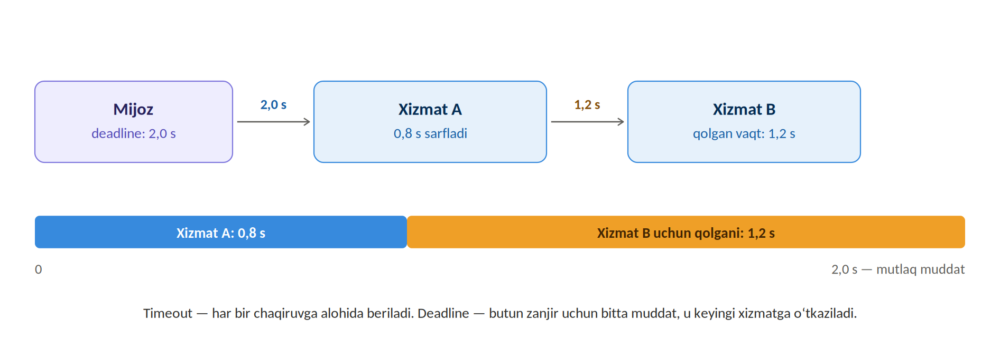 Mijoz
deadline: 2,0 s
2,0 s
Xizmat A
0,8 s sarfladi
1,2 s
Xizmat B
qolgan vaqt: 1,2 s
Xizmat A: 0,8 s
Xizmat B uchun qolgani: 1,2 s
0
2,0 s — mutlaq muddat
Timeout — har bir chaqiruvga alohida beriladi. Deadline — butun zanjir uchun bitta muddat, u keyingi xizmatga oʻtkaziladi.